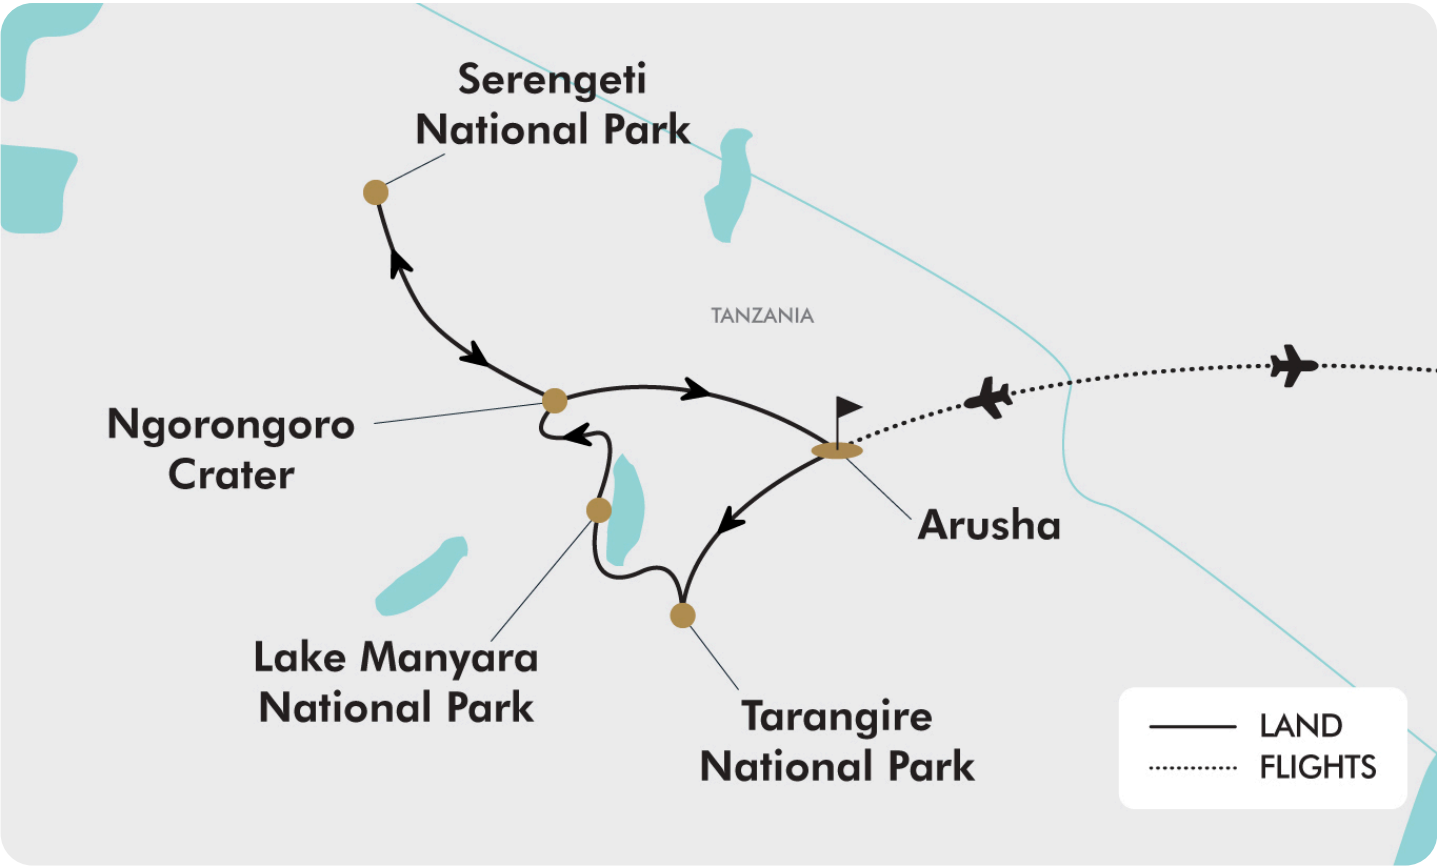 Serengeti
National Park
TANZANIA
Ngorongoro
Crater
Arusha
Lake Manyara
National Park
Tarangire
National Park
LAND
FLIGHTS